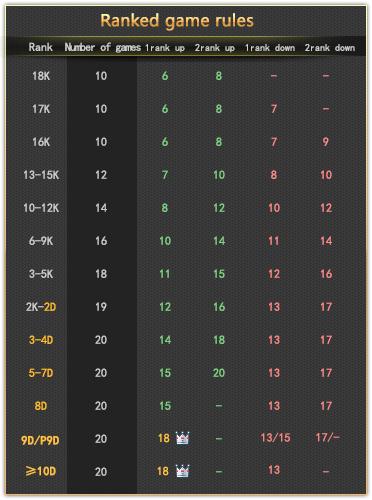 Ranked game rules
Rank Number of games 1rank up 2rank up 1rank down 2rank down
18K 10 6 8 - -
17K 10 6 8 7 -
16K 10 6 8 7 9
13-15K 12 7 10 8 10
10-12K 14 8 12 10 12
6-9K 16 10 14 11 14
3-5K 18 11 15 12 16
2K-2D 19 12 16 13 17
3-4D 20 14 18 13 17
5-7D 20 15 20 13 17
8D 20 15 - 13 17
9D/P9D 20 18 - 13/15 17/-
⩾10D 20 18 - 13 -